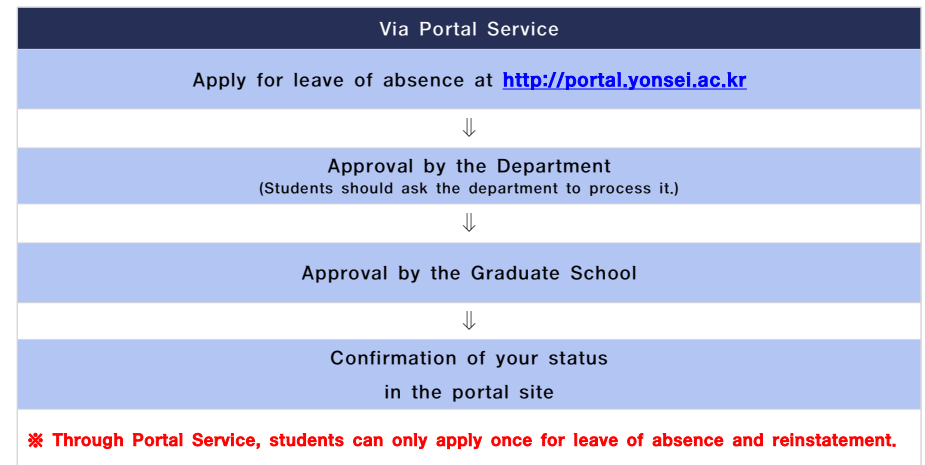 Via Portal Service
Apply for leave of absence at http://portal.yonsei.ac.kr
⇓
Approval by the Department
(Students should ask the department to process it.)
⇓
Approval by the Graduate School
⇓
Confirmation of your status
in the portal site
※ Through Portal Service, students can only apply once for leave of absence and reinstatement.